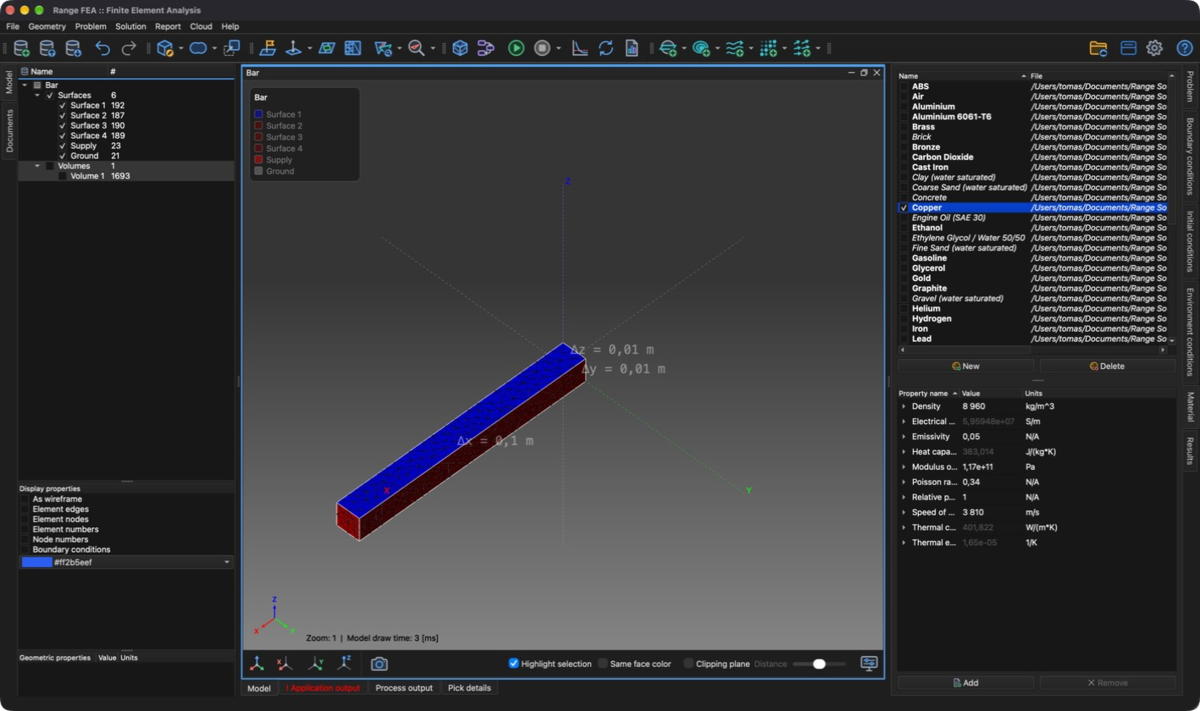 Range FEA :: Finite Element Analysis
File Geometry Problem Solution Report Cloud Help
Model
Documents
Name #
Bar
Surfaces 6
Surface 1 192
Surface 2 187
Surface 3 190
Surface 4 189
Supply 23
Ground 21
Volumes 1
Volume 1 1693
Display properties
As wireframe
Element edges
Element nodes
Element numbers
Node numbers
Boundary conditions
#ff2b5eef
Geometric properties Value Units
Bar
Bar
Surface 1
Surface 2
Surface 3
Surface 4
Supply
Ground
Z
Δz = 0,01 m
Δy = 0,01 m
Δx = 0,1 m
X
Y
Z
X
Y
Zoom: 1 | Model draw time: 3 [ms]
X
Y
Z
Highlight selection Same face color Clipping plane Distance
Model ! Application output Process output Pick details
Name File
ABS /Users/tomas/Documents/Range So
Air /Users/tomas/Documents/Range So
Aluminium /Users/tomas/Documents/Range So
Aluminium 6061-T6 /Users/tomas/Documents/Range So
Brass /Users/tomas/Documents/Range So
Brick /Users/tomas/Documents/Range So
Bronze /Users/tomas/Documents/Range So
Carbon Dioxide /Users/tomas/Documents/Range So
Cast Iron /Users/tomas/Documents/Range So
Clay (water saturated) /Users/tomas/Documents/Range So
Coarse Sand (water saturated) /Users/tomas/Documents/Range So
Concrete /Users/tomas/Documents/Range So
Copper /Users/tomas/Documents/Range So
Engine Oil (SAE 30) /Users/tomas/Documents/Range So
Ethanol /Users/tomas/Documents/Range So
Ethylene Glycol / Water 50/50 /Users/tomas/Documents/Range So
Fine Sand (water saturated) /Users/tomas/Documents/Range So
Gasoline /Users/tomas/Documents/Range So
Glycerol /Users/tomas/Documents/Range So
Gold /Users/tomas/Documents/Range So
Graphite /Users/tomas/Documents/Range So
Gravel (water saturated) /Users/tomas/Documents/Range So
Helium /Users/tomas/Documents/Range So
Hydrogen /Users/tomas/Documents/Range So
Iron /Users/tomas/Documents/Range So
Lead /Users/tomas/Documents/Range So
New Delete
Property name Value Units
Density 8 960 kg/m^3
Electrical ... 5,95948e+07 S/m
Emissivity 0,05 N/A
Heat capa... 383,014 J/(kg*K)
Modulus o... 1,17e+11 Pa
Poisson ra... 0,34 N/A
Relative p... 1 N/A
Speed of ... 3 810 m/s
Thermal c... 401,822 W/(m*K)
Thermal e... 1,65e-05 1/K
Add Remove
Problem
Boundary conditions
Initial conditions
Environment conditions
Material
Results